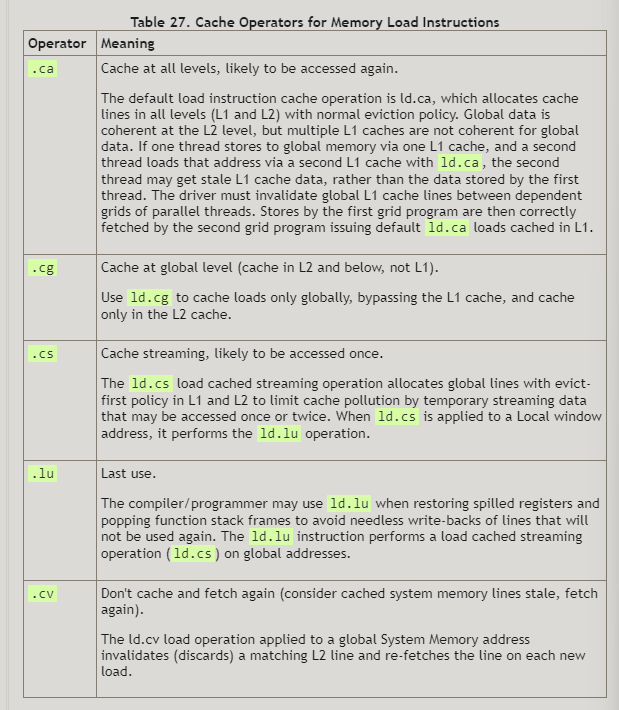 Table 27. Cache Operators for Memory Load Instructions
Operator Meaning
.ca Cache at all levels, likely to be accessed again.
The default load instruction cache operation is ld.ca, which allocates cache
lines in all levels (L1 and L2) with normal eviction policy. Global data is
coherent at the L2 level, but multiple L1 caches are not coherent for global
data. If one thread stores to global memory via one L1 cache, and a second
thread loads that address via a second L1 cache with ld.ca, the second
thread may get stale L1 cache data, rather than the data stored by the first
thread. The driver must invalidate global L1 cache lines between dependent
grids of parallel threads. Stores by the first grid program are then correctly
fetched by the second grid program issuing default ld.ca loads cached in L1.
.cg Cache at global level (cache in L2 and below, not L1).
Use ld.cg to cache loads only globally, bypassing the L1 cache, and cache
only in the L2 cache.
.cs Cache streaming, likely to be accessed once.
The ld.cs load cached streaming operation allocates global lines with evict-
first policy in L1 and L2 to limit cache pollution by temporary streaming data
that may be accessed once or twice. When ld.cs is applied to a Local window
address, it performs the ld.lu operation.
.lu Last use.
The compiler/programmer may use ld.lu when restoring spilled registers and
popping function stack frames to avoid needless write-backs of lines that will
not be used again. The ld.lu instruction performs a load cached streaming
operation (ld.cs) on global addresses.
.cv Don't cache and fetch again (consider cached system memory lines stale, fetch
again).
The ld.cv load operation applied to a global System Memory address
invalidates (discards) a matching L2 line and re-fetches the line on each new
load.